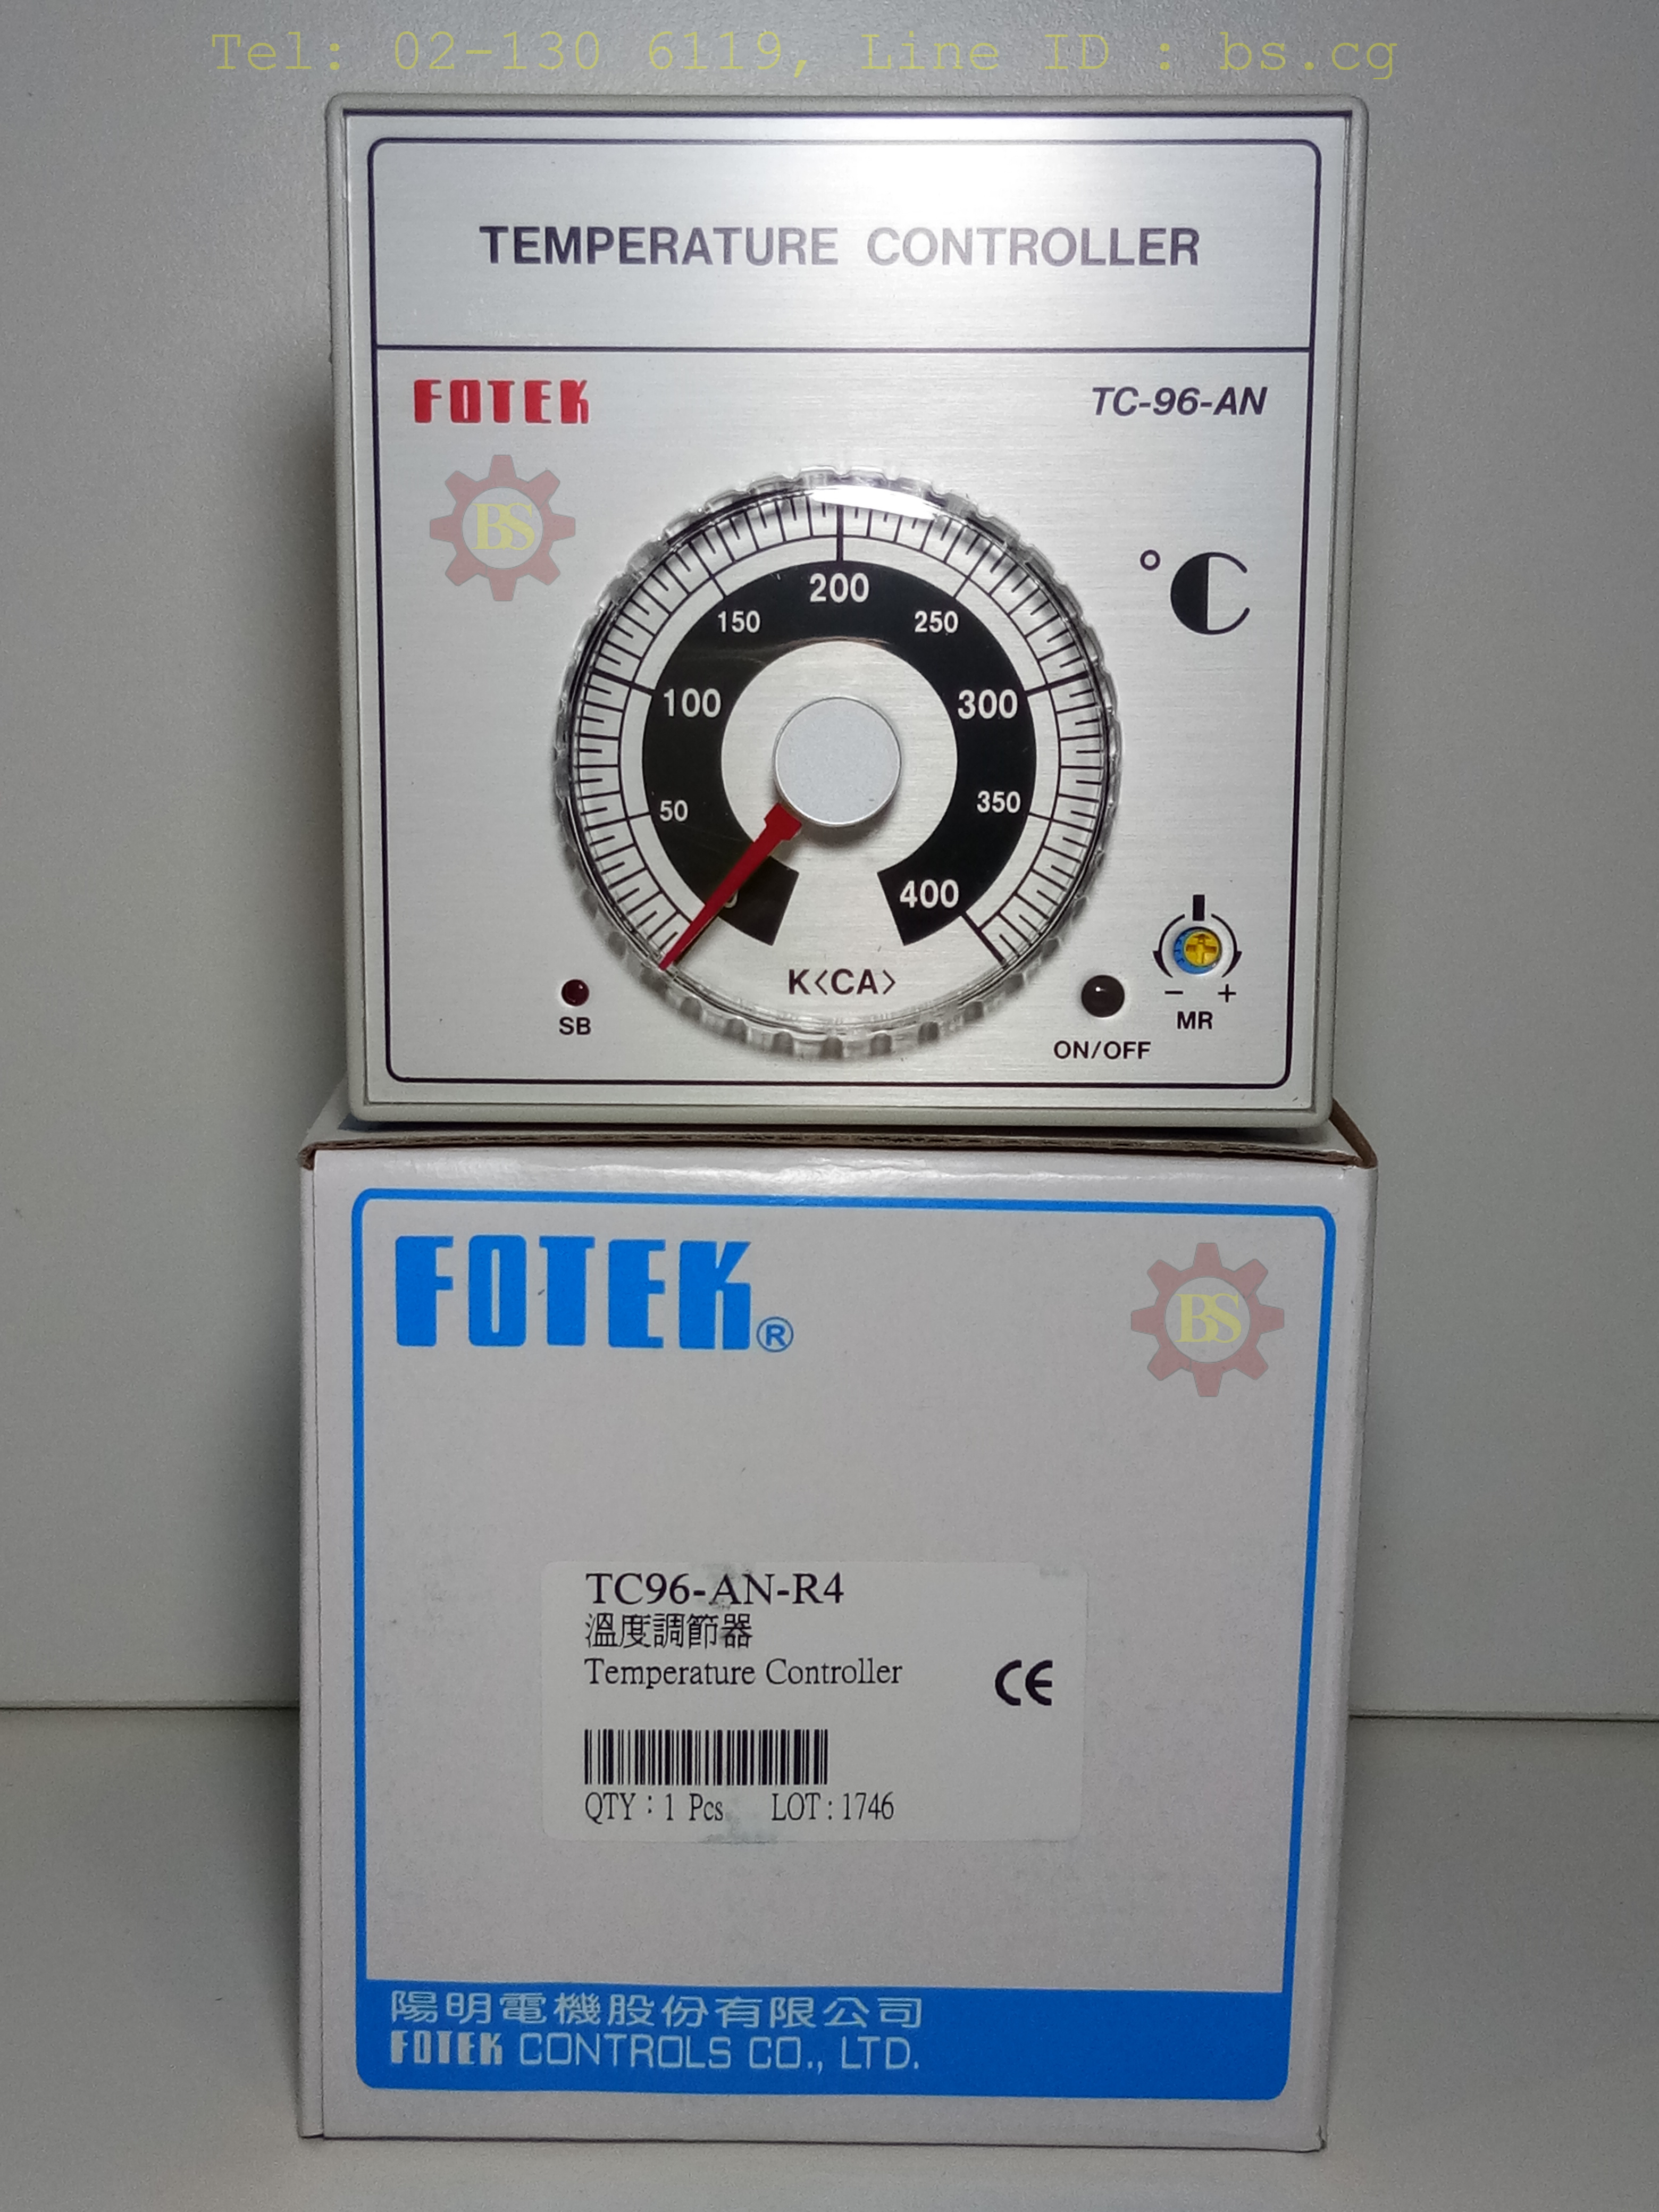 Tel: 02-130 6119, Line ID : bs.cg
TEMPERATURE CONTROLLER
FOTEK
TC-96-AN
BS
°C
200
150
250
100
300
50
350
0
400
K<CA>
SB
- +
MR
ON/OFF
FOTEK®
BS
TC96-AN-R4
溫度調節器
Temperature Controller
CE
QTY:1 Pcs LOT:1746
陽明電機股份有限公司
FOTEK CONTROLS CO., LTD.